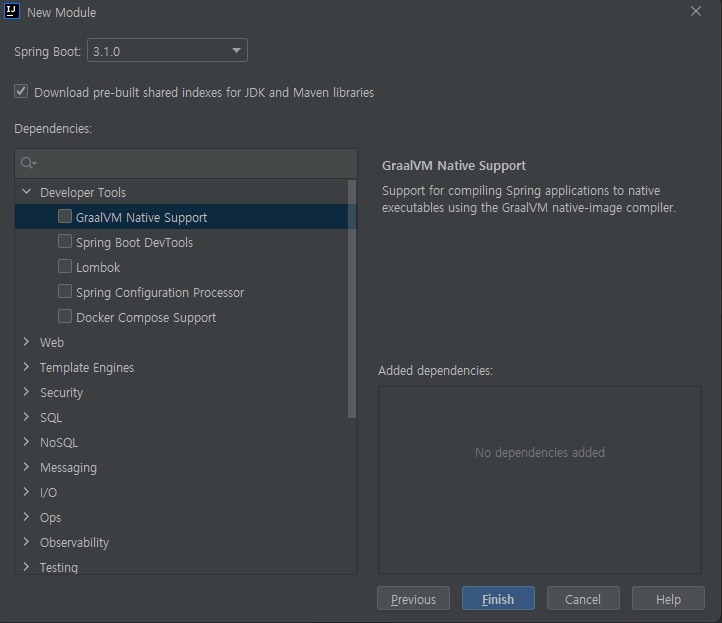 New Module
Spring Boot: 3.1.0
Download pre-built shared indexes for JDK and Maven libraries
Dependencies:
Developer Tools
GraalVM Native Support
Spring Boot DevTools
Lombok
Spring Configuration Processor
Docker Compose Support
Web
Template Engines
Security
SQL
NoSQL
Messaging
I/O
Ops
Observability
Testing
GraalVM Native Support
Support for compiling Spring applications to native
executables using the GraalVM native-image compiler.
Added dependencies:
No dependencies added
Previous Finish Cancel Help